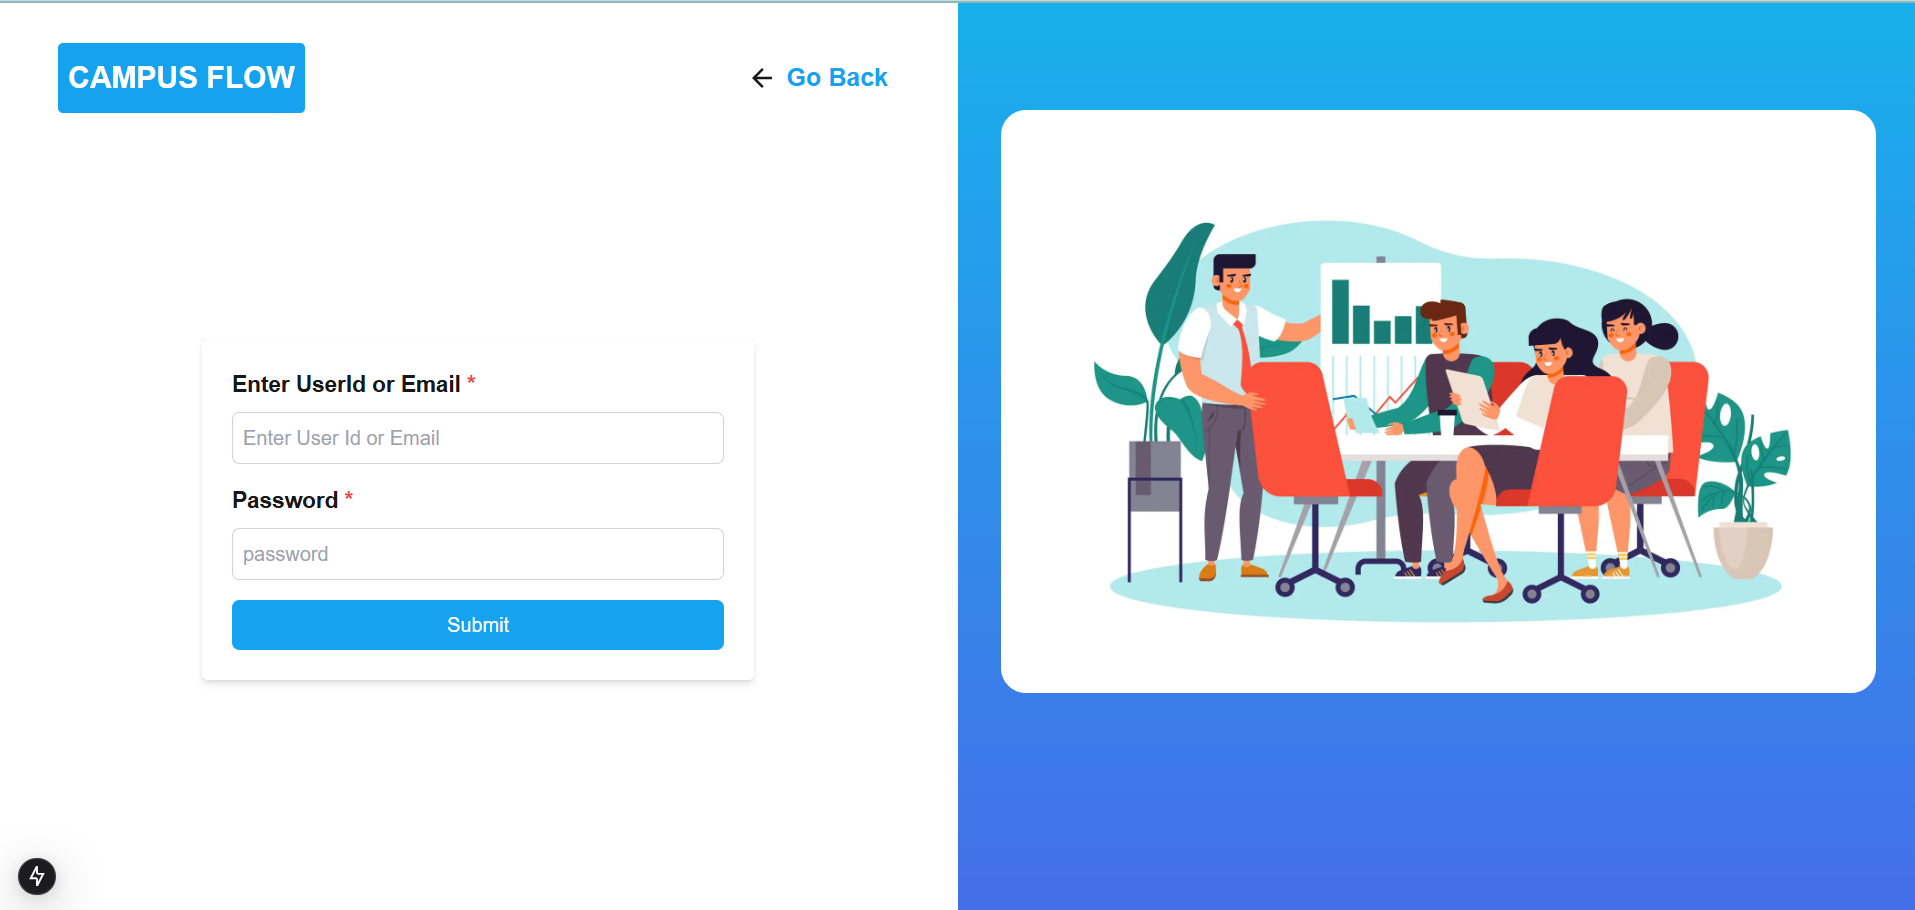 CAMPUS FLOW
Go Back
Enter UserId or Email *
Enter User Id or Email
Password *
password
Submit